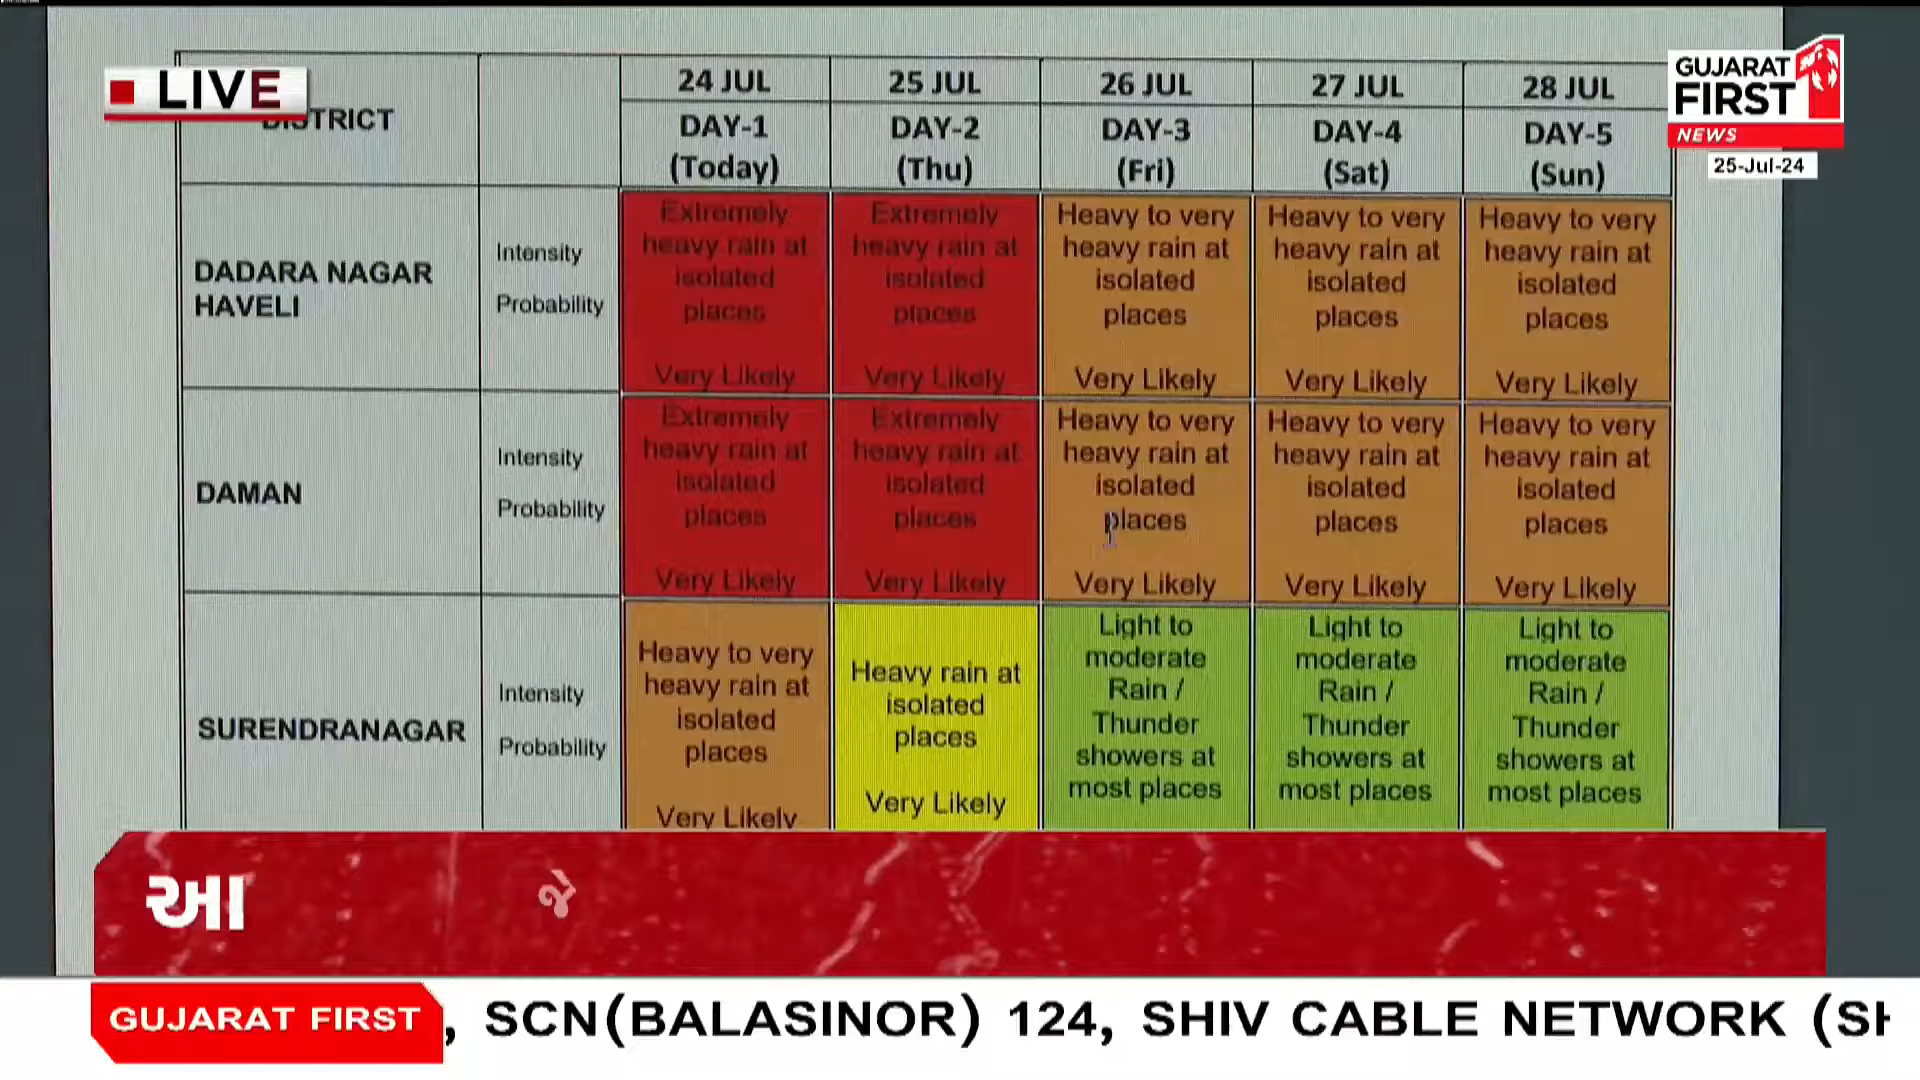 LIVE
GUJARAT
FIRST
NEWS
25-Jul-24
DISTRICT
24 JUL
25 JUL
26 JUL
27 JUL
28 JUL
DAY-1
(Today)
DAY-2
(Thu)
DAY-3
(Fri)
DAY-4
(Sat)
DAY-5
(Sun)
DADARA NAGAR
HAVELI
Intensity
Probability
Extremely
heavy rain at
isolated
places
Very Likely
Extremely
heavy rain at
isolated
places
Very Likely
Heavy to very
heavy rain at
isolated
places
Very Likely
Heavy to very
heavy rain at
isolated
places
Very Likely
Heavy to very
heavy rain at
isolated
places
Very Likely
DAMAN
Intensity
Probability
Extremely
heavy rain at
isolated
places
Very Likely
Extremely
heavy rain at
isolated
places
Very Likely
Heavy to very
heavy rain at
isolated
places
Very Likely
Heavy to very
heavy rain at
isolated
places
Very Likely
Heavy to very
heavy rain at
isolated
places
Very Likely
SURENDRANAGAR
Intensity
Probability
Heavy to very
heavy rain at
isolated
places
Very Likely
Heavy rain at
isolated
places
Very Likely
Light to
moderate
Rain /
Thunder
showers at
most places
Light to
moderate
Rain /
Thunder
showers at
most places
Light to
moderate
Rain /
Thunder
showers at
most places
આ જે
GUJARAT FIRST
, SCN(BALASINOR) 124, SHIV CABLE NETWORK (SH